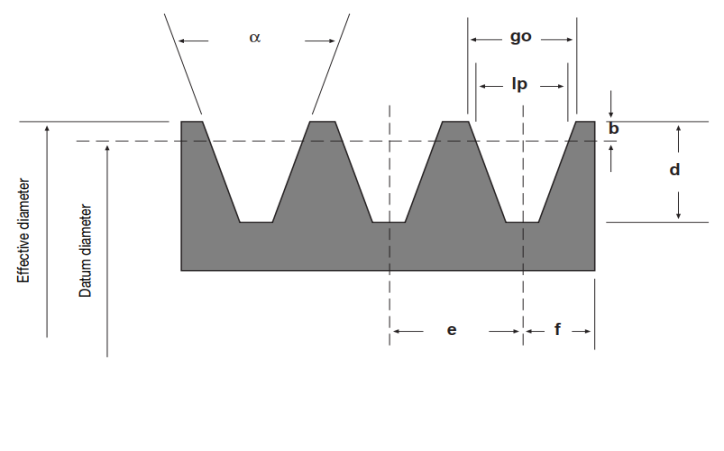 α
go
lp
b
d
Effective diameter
Datum diameter
e
f